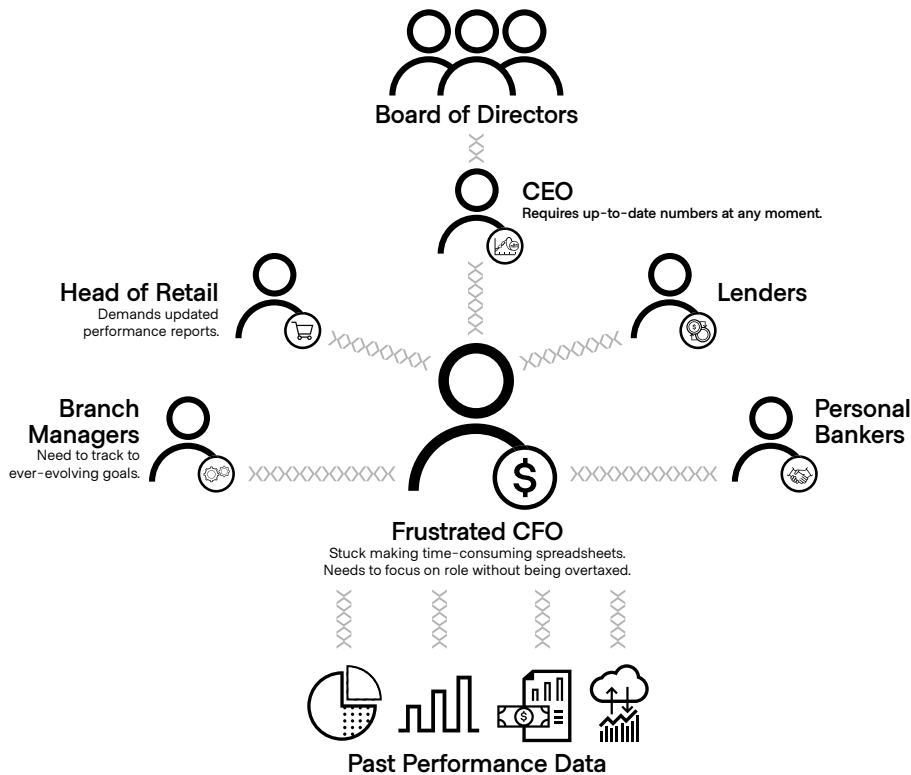 Board of Directors
CEO
Requires up-to-date numbers at any moment.
Head of Retail
Demands updated
performance reports.
Lenders
Branch
Managers
Need to track to
ever-evolving goals.
Personal
Bankers
$
Frustrated CFO
Stuck making time-consuming spreadsheets.
Needs to focus on role without being overtaxed.
$
Past Performance Data